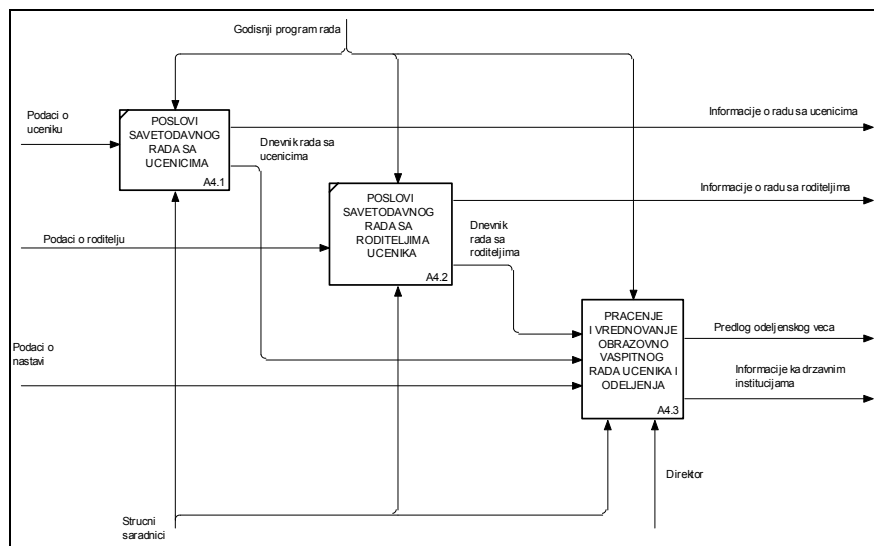 Godisnji program rada
Podaci o
uceniku
POSLOVI
SAVETODAVNOG
RADA SA
UCENICIMA
A4.1
Informacije o radu sa ucenicima
Dnevnik rada sa
ucenicima
POSLOVI
SAVETODAVNOG
RADA SA
RODITELJIMA
UCENIKA
A4.2
Informacije o radu sa roditeljima
Podaci o roditelju
Dnevnik
rada sa
roditeljima
PRACENJE
I VREDNOVANJE
OBRAZOVNO
VASPITNOG
RADA UCENIKA I
ODELJENJA
A4.3
Predlog odeljenskog veca
Podaci o
nastavi
Informacije ka drzavnim
institucijama
Direktor
Strucni
saradnici